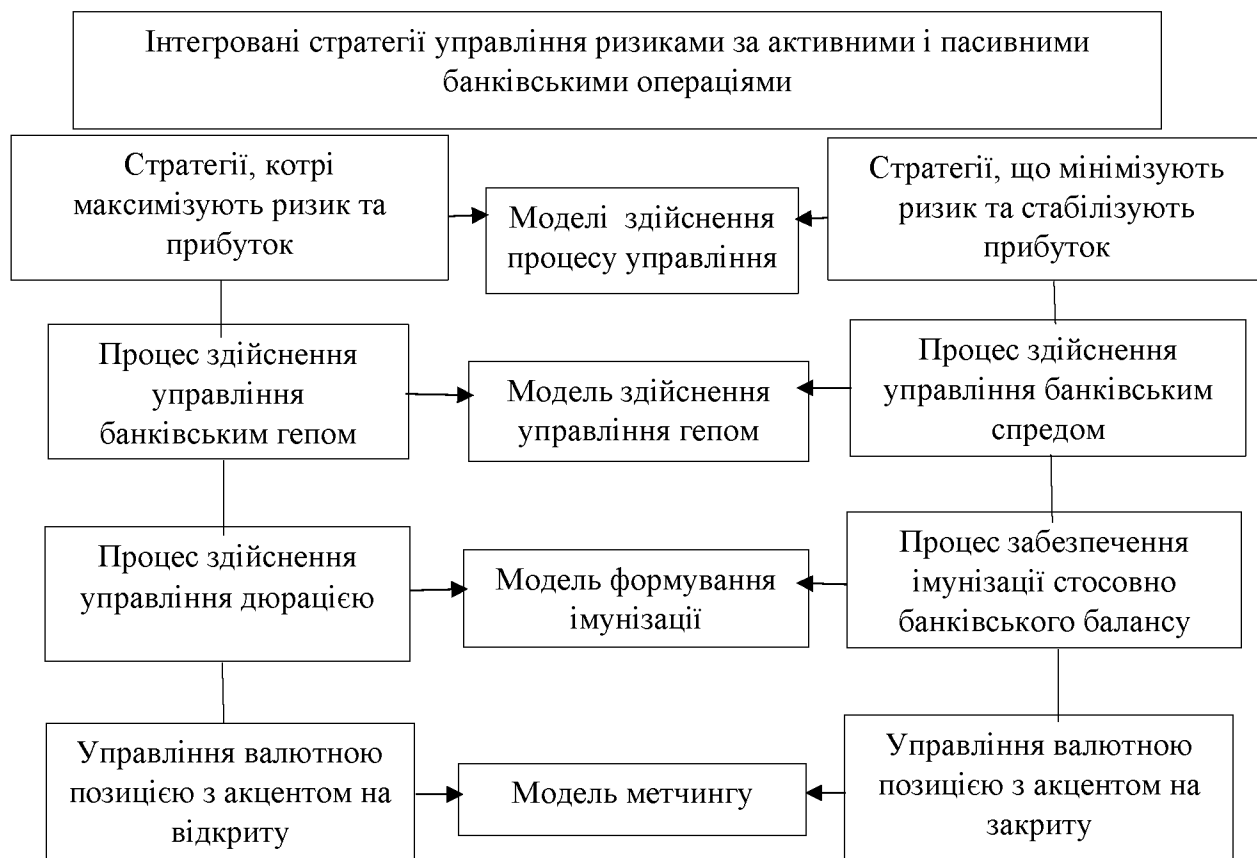 Інтегровані стратегії управління ризиками за активними і пасивними
банківськими операціями
Стратегії, котрі
максимізують ризик та
прибуток
Моделі здійснення
процесу управління
Стратегії, що мінімізують
ризик та стабілізують
прибуток
Процес здійснення
управління
банківським гепом
Модель здійснення
управління гепом
Процес здійснення
управління банківським
спредом
Процес здійснення
управління дюрацією
Модель формування
імунізації
Процес забезпечення
імунізації стосовно
банківського балансу
Управління валютною
позицією з акцентом на
відкриту
Модель метчингу
Управління валютною
позицією з акцентом на
закриту